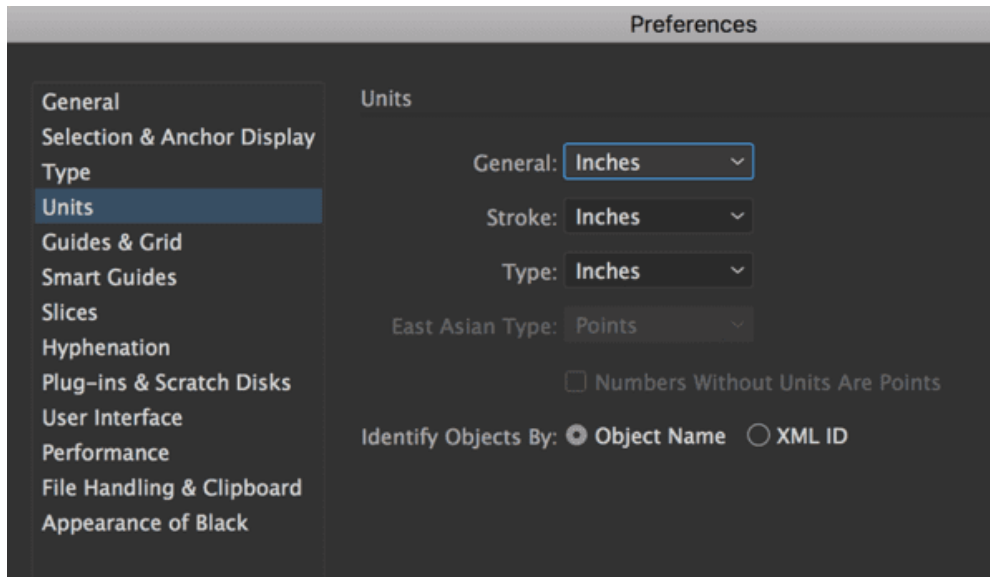 Preferences
General
Selection & Anchor Display
Type
Units
Guides & Grid
Smart Guides
Slices
Hyphenation
Plug-ins & Scratch Disks
User Interface
Performance
File Handling & Clipboard
Appearance of Black
Units
General: Inches
Stroke: Inches
Type: Inches
East Asian Type: Points
Numbers Without Units Are Points
Identify Objects By: Object Name XML ID